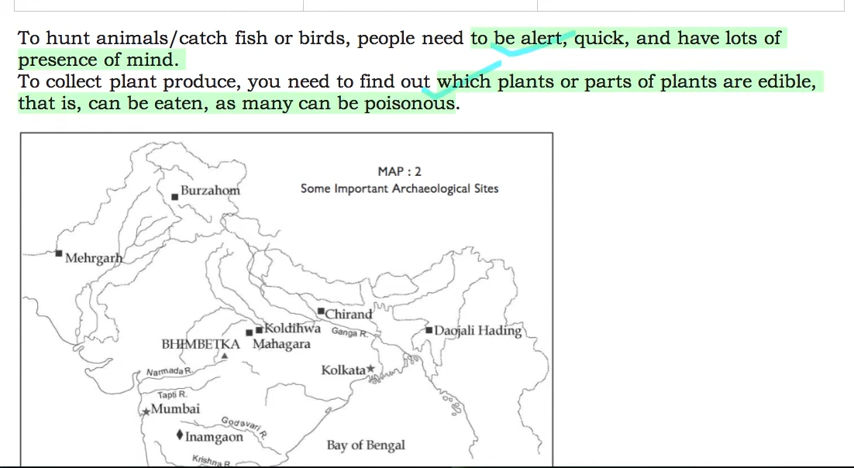 To hunt animals/catch fish or birds, people need to be alert, quick, and have lots of
presence of mind.
To collect plant produce, you need to find out which plants or parts of plants are edible,
that is, can be eaten, as many can be poisonous.
MAP : 2
Some Important Archaeological Sites
Burzahom
Mehrgarh
Chirand
Koldihwa
Ganga R.
Daojali Hading
BHIMBETKA
Mahagara
Kolkata
Narmada R.
Tapti R.
Mumbai
Godavari R.
Inamgaon
Bay of Bengal
Krishna R.